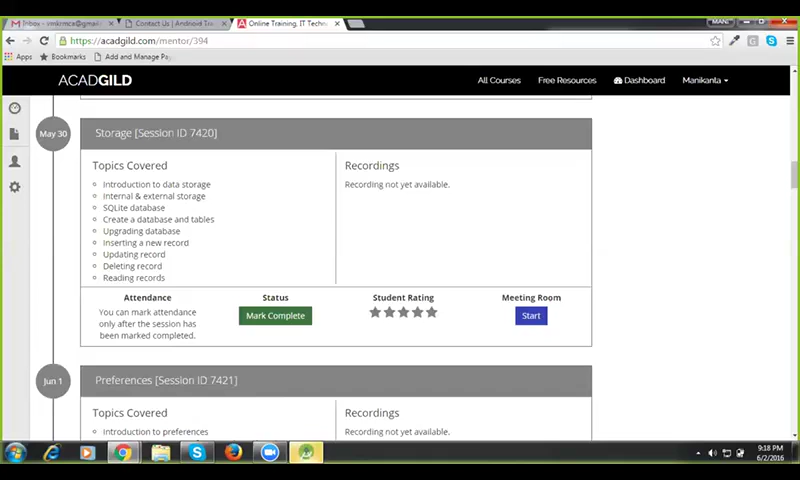 Inbox - vmkrmca@gmail
Contact Us | Android Tra
Online Training, IT Techn
MANI
https://acadgild.com/mentor/394
Apps
Bookmarks
Add and Manage Pay
ACADGILD
All Courses
Free Resources
Dashboard
Manikanta
May 30
Storage [Session ID 7420]
Topics Covered
Introduction to data storage
Internal & external storage
SQLite database
Create a database and tables
Upgrading database
Inserting a new record
Updating record
Deleting record
Reading records
Recordings
Recording not yet available.
Attendance
You can mark attendance
only after the session has
been marked completed.
Status
Mark Complete
Student Rating
Meeting Room
Start
Jun 1
Preferences [Session ID 7421]
Topics Covered
Introduction to preferences
Recordings
Recording not yet available.
9:18 PM
6/2/2016